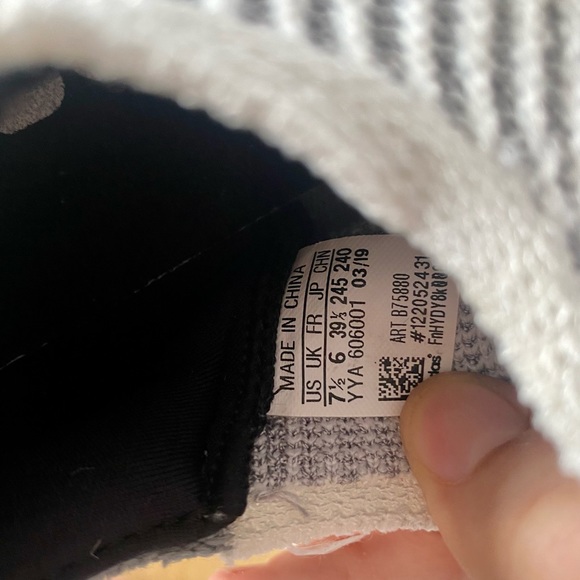 MADE IN CHINA
US UK FR JP CHN
7½ 6 39⅓ 245 240
YYA 606001 03/19
ART B75880
#122052431